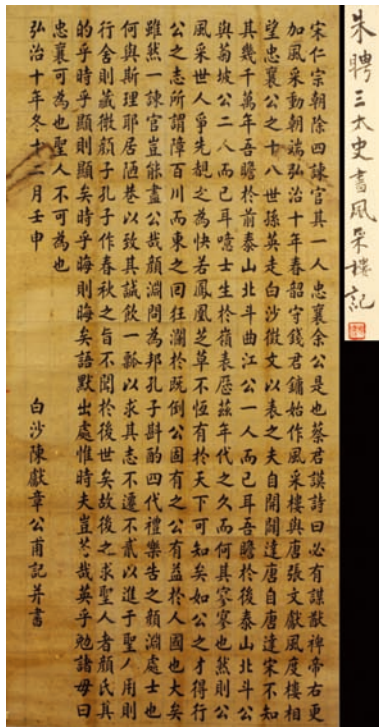 朱聘三太史書風采樓記
宋仁宗朝除四諫官其一人忠襄余公是也蔡君謨詩曰必有謀猷裨帝右更
加風采動朝端弘治十年春韶守錢君鏞始作風采樓與唐張文獻風度樓相
望忠襄公之十八世孫英走白沙徵文以表之夫自開闢達唐自唐達宋不知
其幾千萬年吾瞻於前泰山北斗曲江公一人而已耳吾瞻於後泰山北斗公
與菊坡公二人而已耳噫士生於嶺表歷茲年代之久而何其寥寥也然則公
風采世人爭先覩之為快若鳳凰芝草不恆有於天下可知矣如公之才得行
公之志所謂障百川而東之回狂瀾於既倒公固有之公有益於人國也大矣
雖然一諫官豈能盡公哉顏淵問為邦孔子斟酌四代禮樂告之顏淵處士也
何與斯理耶居陋巷以致其誠飲一瓢以求其志不遷不貳以進于聖人用則
行舍則藏微顏子孔子作春秋之旨不聞於後世矣故後之求聖人者顏氏其
的乎時乎顯則顯矣時乎晦則晦矣語默出處惟時夫豈苟哉英乎勉諸毋曰
忠襄可為也聖人不可為也
弘治十年冬十二月壬申
白沙陳獻章公甫記并書